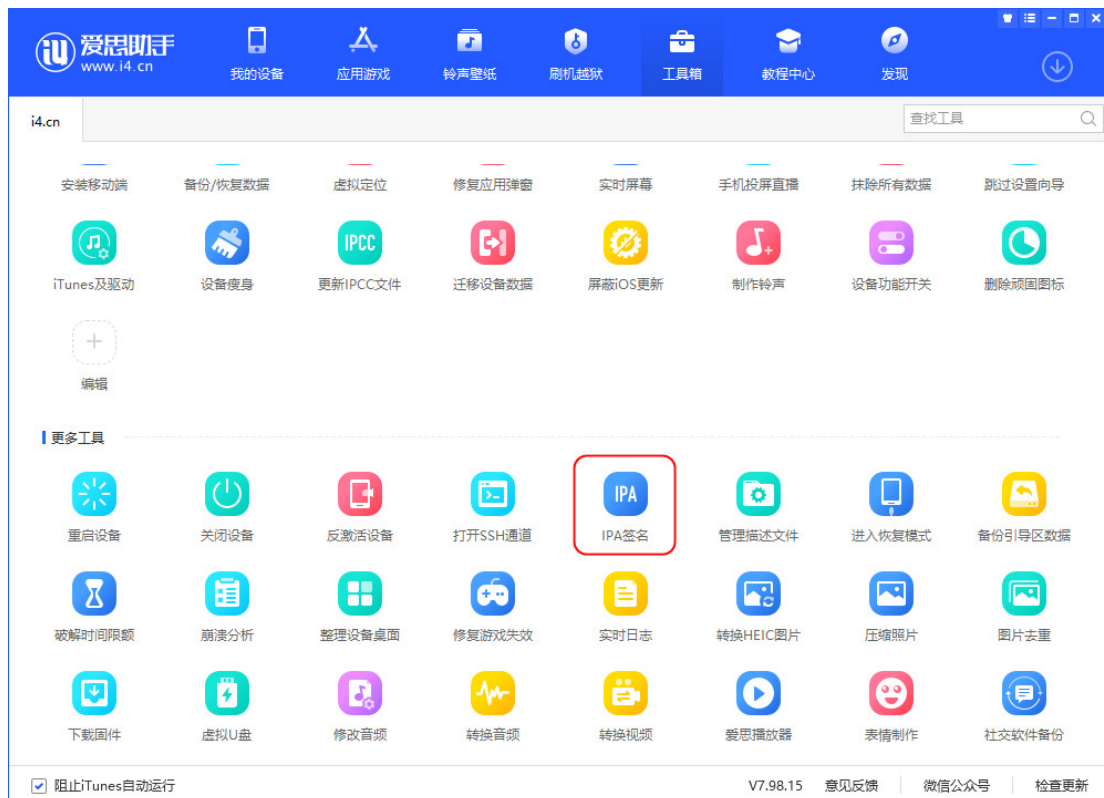 iU 爱思助手
www.i4.cn
我的设备 应用游戏 铃声壁纸 刷机越狱 工具箱 教程中心 发现
i4.cn 查找工具
安装移动端 备份/恢复数据 虚拟定位 修复应用弹窗 实时屏幕 手机投屏直播 抹除所有数据 跳过设置向导
IPCC
iTunes及驱动 设备瘦身 更新IPCC文件 迁移设备数据 屏蔽iOS更新 制作铃声 设备功能开关 删除顽固图标
编辑
更多工具
IPA
重启设备 关闭设备 反激活设备 打开SSH通道 IPA签名 管理描述文件 进入恢复模式 备份引导区数据
破解时间限额 崩溃分析 整理设备桌面 修复游戏失效 实时日志 转换HEIC图片 压缩照片 图片去重
下载固件 虚拟U盘 修改音频 转换音频 转换视频 爱思播放器 表情制作 社交软件备份
阻止iTunes自动运行 V7.98.15 意见反馈 微信公众号 检查更新